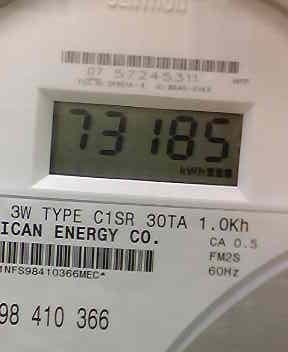 07 57245311
73185
kWh
3W TYPE C1SR 30TA 1.0Kh
ICAN ENERGY CO.
CA 0.5
FM2S
1NFS98410366MEC*
60Hz
98 410 366